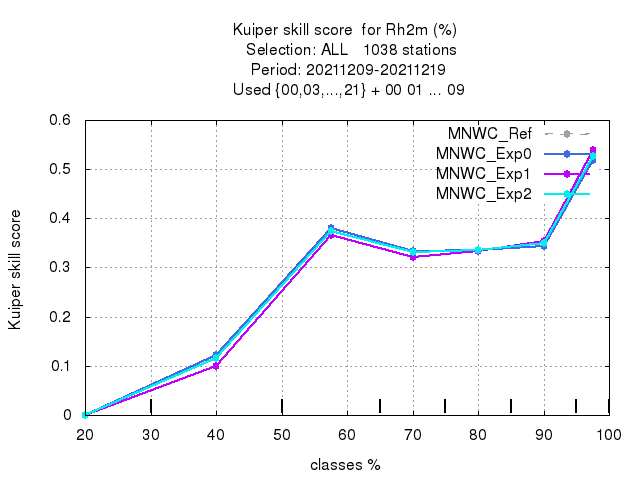 Kuiper skill score for Rh2m (%)
Selection: ALL 1038 stations
Period: 20211209-20211219
Used {00,03,...,21} + 00 01 ... 09
MNWC_Ref
MNWC_Exp0
MNWC_Exp1
MNWC_Exp2
Kuiper skill score
0.6
0.5
0.4
0.3
0.2
0.1
0
20 30 40 50 60 70 80 90 100
classes %